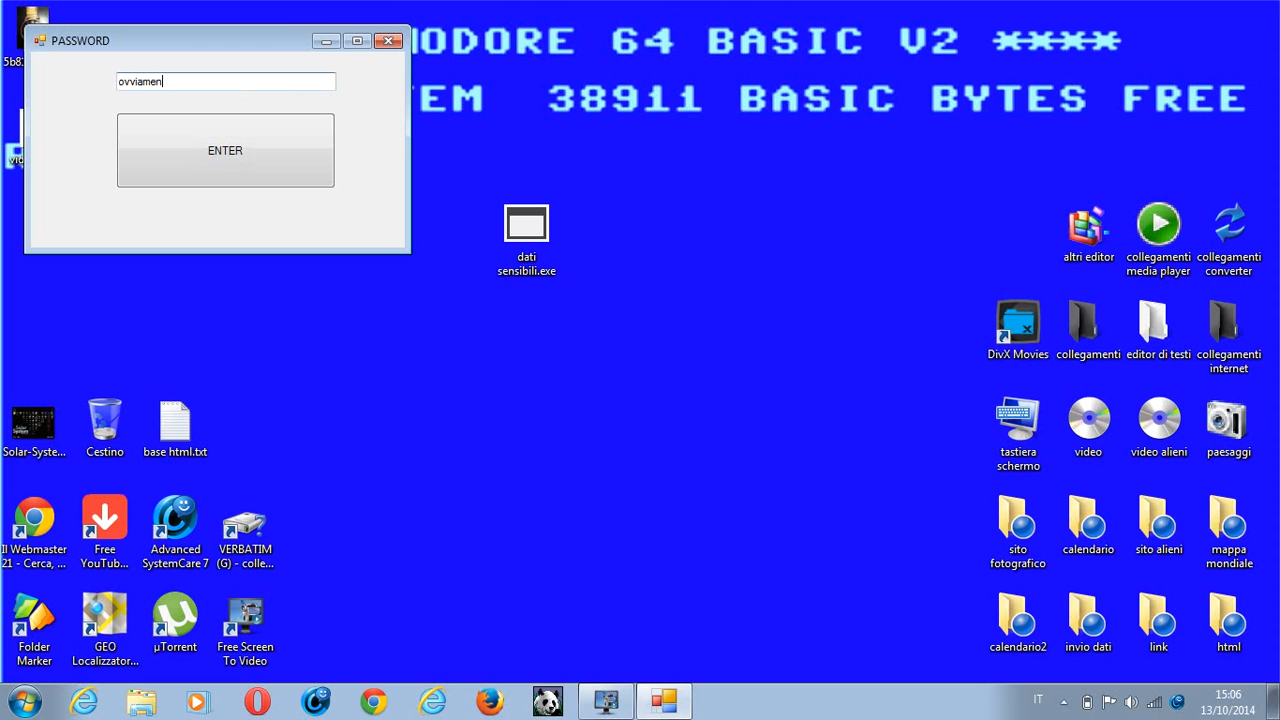 PASSWORD
ovviamen
ENTER
ODORE 64 BASIC V2 ****
EM 38911 BASIC BYTES FREE
dati
sensibili.exe
altri editor
collegamenti
media player
collegamenti
converter
DivX Movies
collegamenti
editor di testi
collegamenti
internet
Solar-Syste...
Cestino
base html.txt
tastiera
schermo
video
video alieni
paesaggi
Il Webmaster
21 - Cerca, ...
Free
YouTub...
Advanced
SystemCare 7
VERBATIM
(G) - colle...
sito
fotografico
calendario
sito alieni
mappa
mondiale
Folder
Marker
GEO
Localizzator...
µTorrent
Free Screen
To Video
calendario2
invio dati
link
html
IT
15:06
13/10/2014